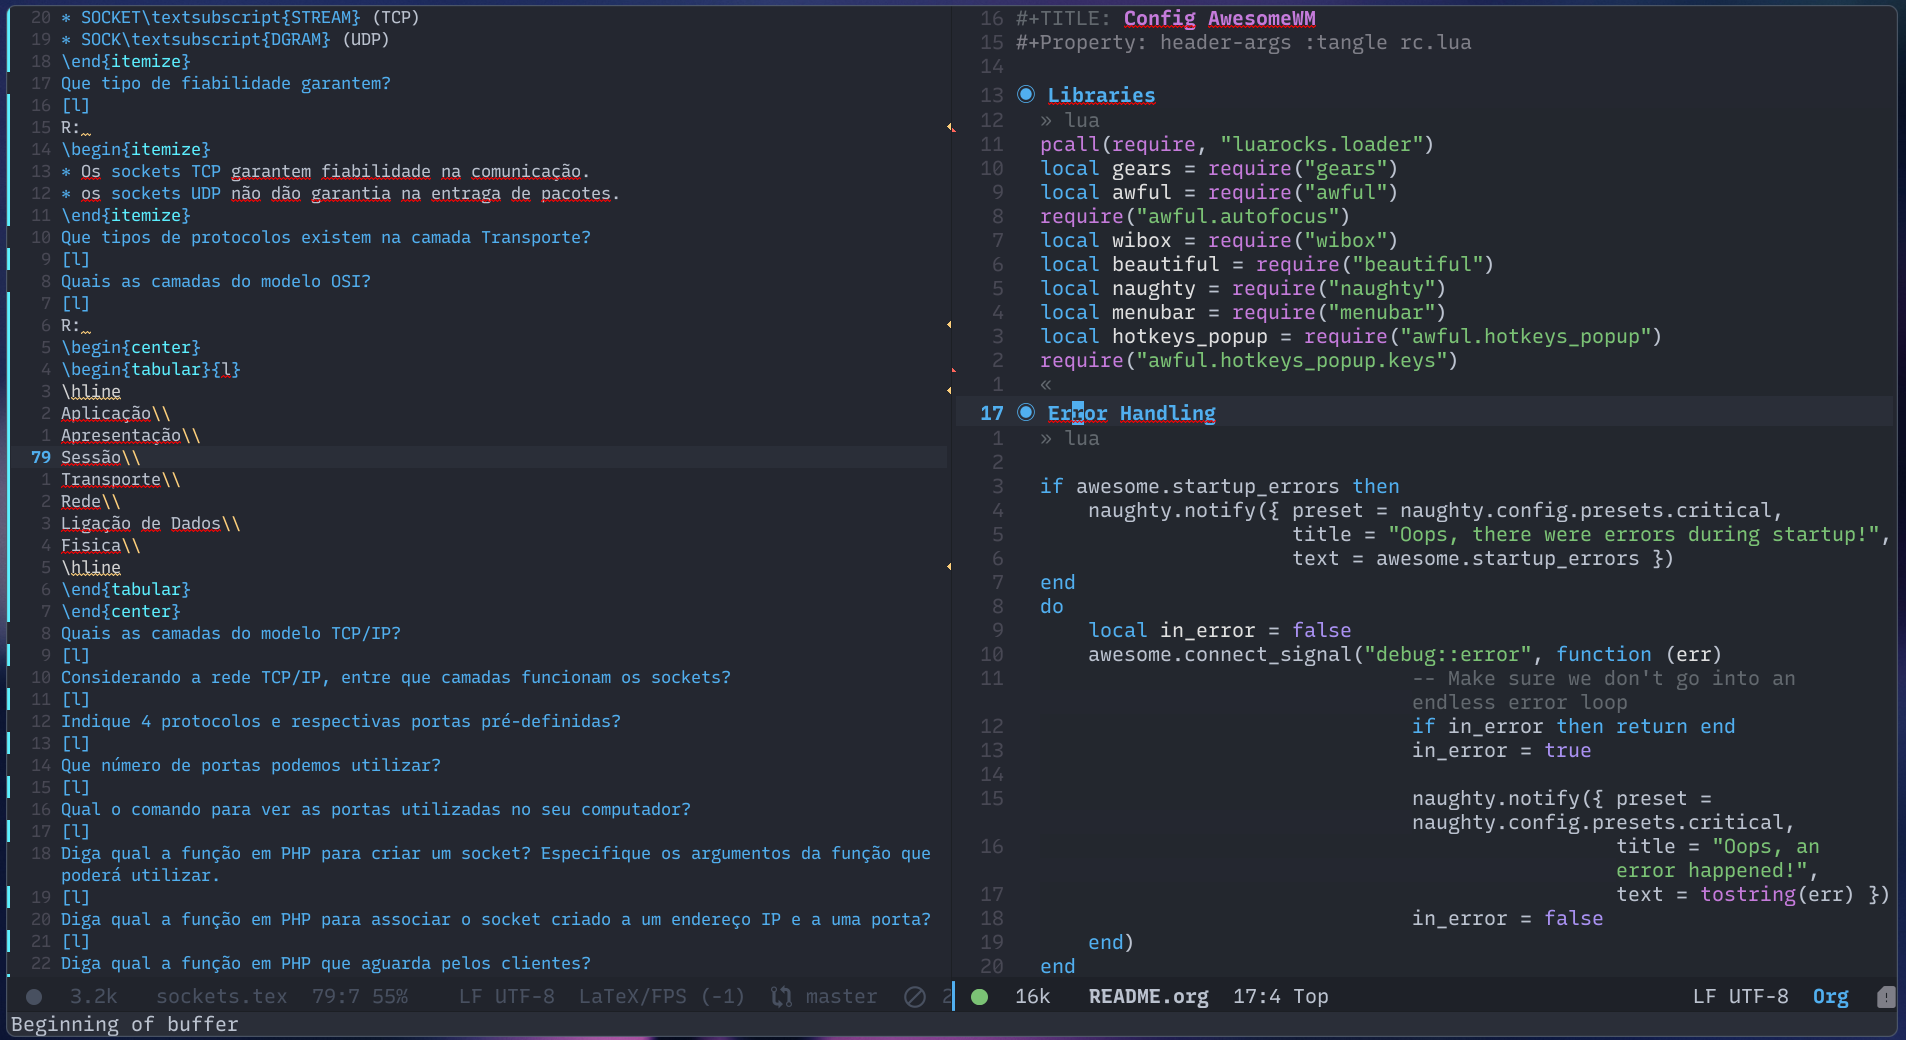 20 * SOCKET\textsubscript{STREAM} (TCP)
19 * SOCK\textsubscript{DGRAM} (UDP)
18 \end{itemize}
17 Que tipo de fiabilidade garantem?
16 [l]
15 R:
14 \begin{itemize}
13 * Os sockets TCP garantem fiabilidade na comunicação.
12 * os sockets UDP não dão garantia na entraga de pacotes.
11 \end{itemize}
10 Que tipos de protocolos existem na camada Transporte?
9 [l]
8 Quais as camadas do modelo OSI?
7 [l]
6 R:
5 \begin{center}
4 \begin{tabular}{l}
3 \hline
2 Aplicação\\
1 Apresentação\\
79 Sessão\\
1 Transporte\\
2 Rede\\
3 Ligação de Dados\\
4 Fisica\\
5 \hline
6 \end{tabular}
7 \end{center}
8 Quais as camadas do modelo TCP/IP?
9 [l]
10 Considerando a rede TCP/IP, entre que camadas funcionam os sockets?
11 [l]
12 Indique 4 protocolos e respectivas portas pré-definidas?
13 [l]
14 Que número de portas podemos utilizar?
15 [l]
16 Qual o comando para ver as portas utilizadas no seu computador?
17 [l]
18 Diga qual a função em PHP para criar um socket? Especifique os argumentos da função que
poderá utilizar.
19 [l]
20 Diga qual a função em PHP para associar o socket criado a um endereço IP e a uma porta?
21 [l]
22 Diga qual a função em PHP que aguarda pelos clientes?
3.2k sockets.tex 79:7 55% LF UTF-8 LaTeX/FPS (-1) master 2
16 #+TITLE: Config AwesomeWM
15 #+Property: header-args :tangle rc.lua
14
13 ◉ Libraries
12 » lua
11 pcall(require, "luarocks.loader")
10 local gears = require("gears")
9 local awful = require("awful")
8 require("awful.autofocus")
7 local wibox = require("wibox")
6 local beautiful = require("beautiful")
5 local naughty = require("naughty")
4 local menubar = require("menubar")
3 local hotkeys_popup = require("awful.hotkeys_popup")
2 require("awful.hotkeys_popup.keys")
1 «
17 ◉ Error Handling
1 » lua
2
3 if awesome.startup_errors then
4 naughty.notify({ preset = naughty.config.presets.critical,
5 title = "Oops, there were errors during startup!",
6 text = awesome.startup_errors })
7 end
8 do
9 local in_error = false
10 awesome.connect_signal("debug::error", function (err)
11 -- Make sure we don't go into an
endless error loop
12 if in_error then return end
13 in_error = true
14
15 naughty.notify({ preset =
naughty.config.presets.critical,
16 title = "Oops, an
error happened!",
17 text = tostring(err) })
18 in_error = false
19 end)
20 end
16k README.org 17:4 Top LF UTF-8 Org
Beginning of buffer